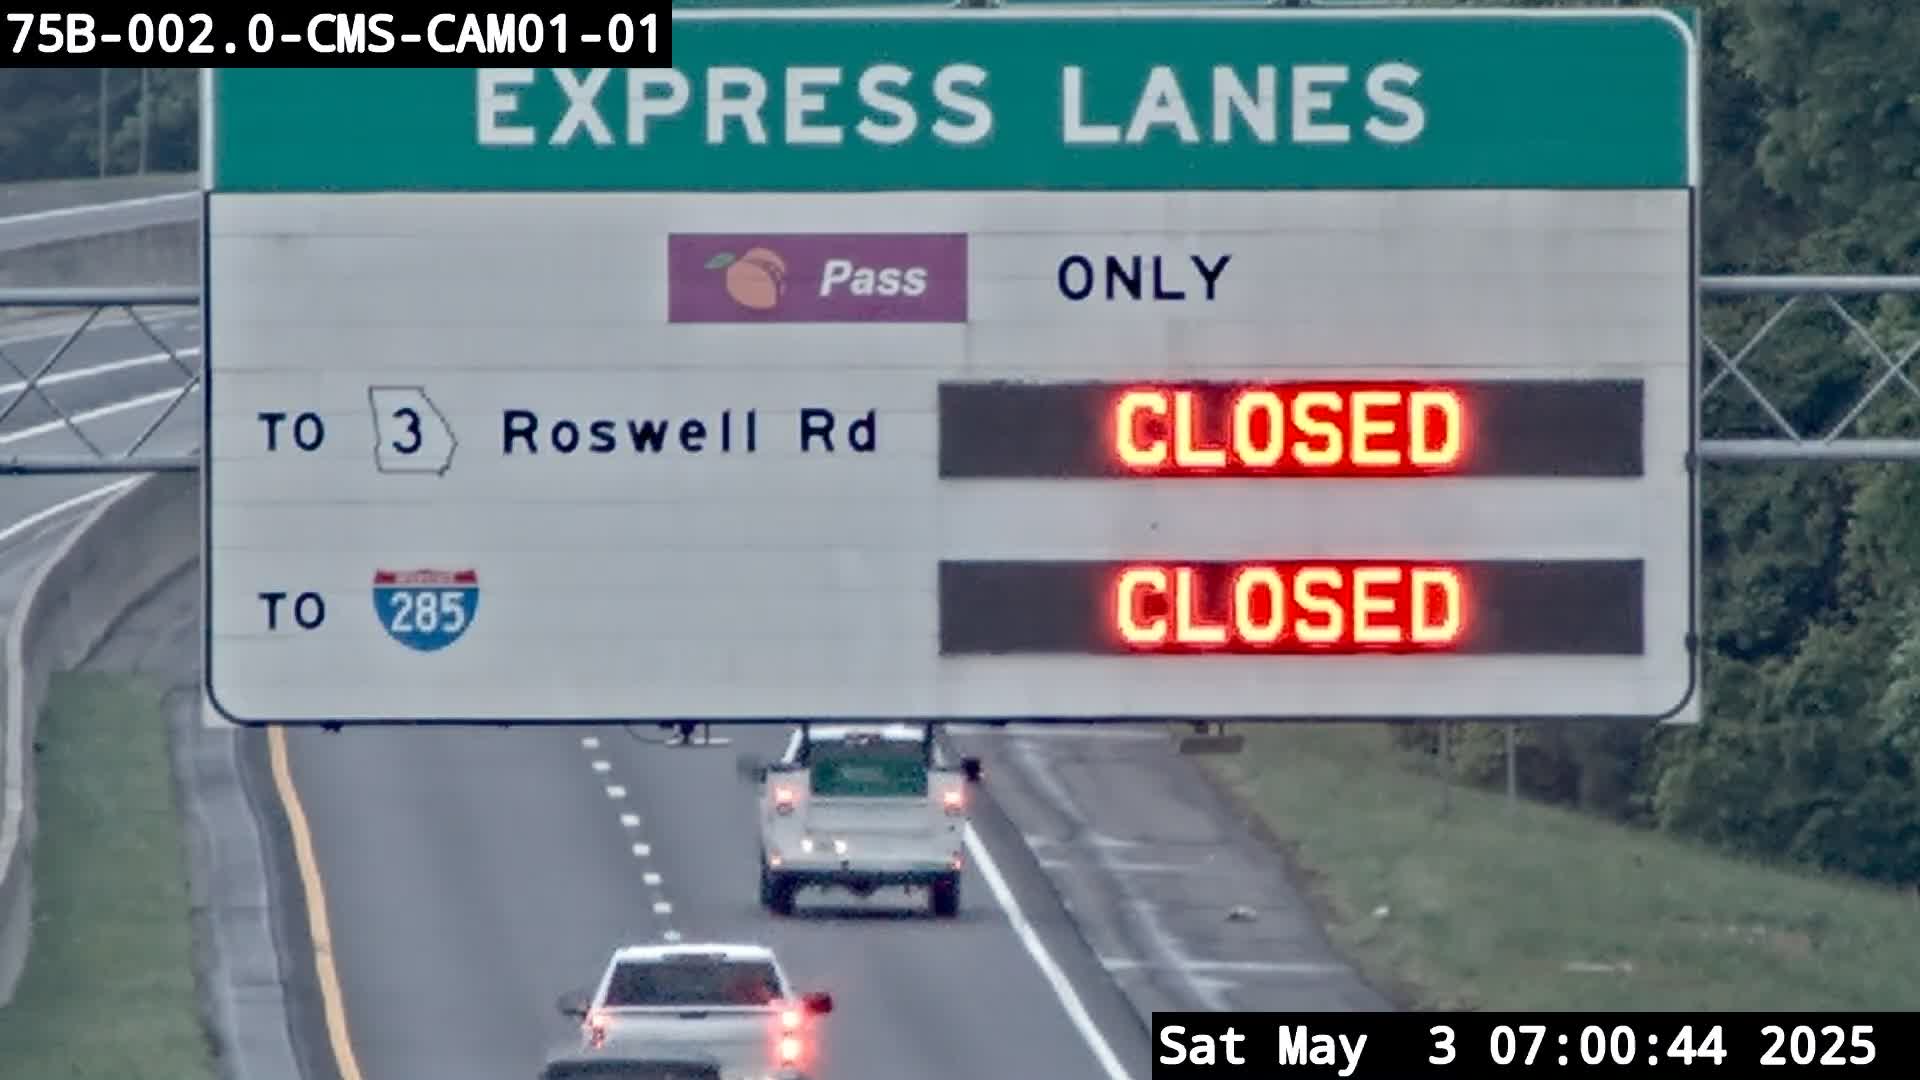 75B-002.0-CMS-CAM01-01
EXPRESS LANES
Pass ONLY
TO 3 Roswell Rd CLOSED
TO 285 CLOSED
Sat May 3 07:00:44 2025